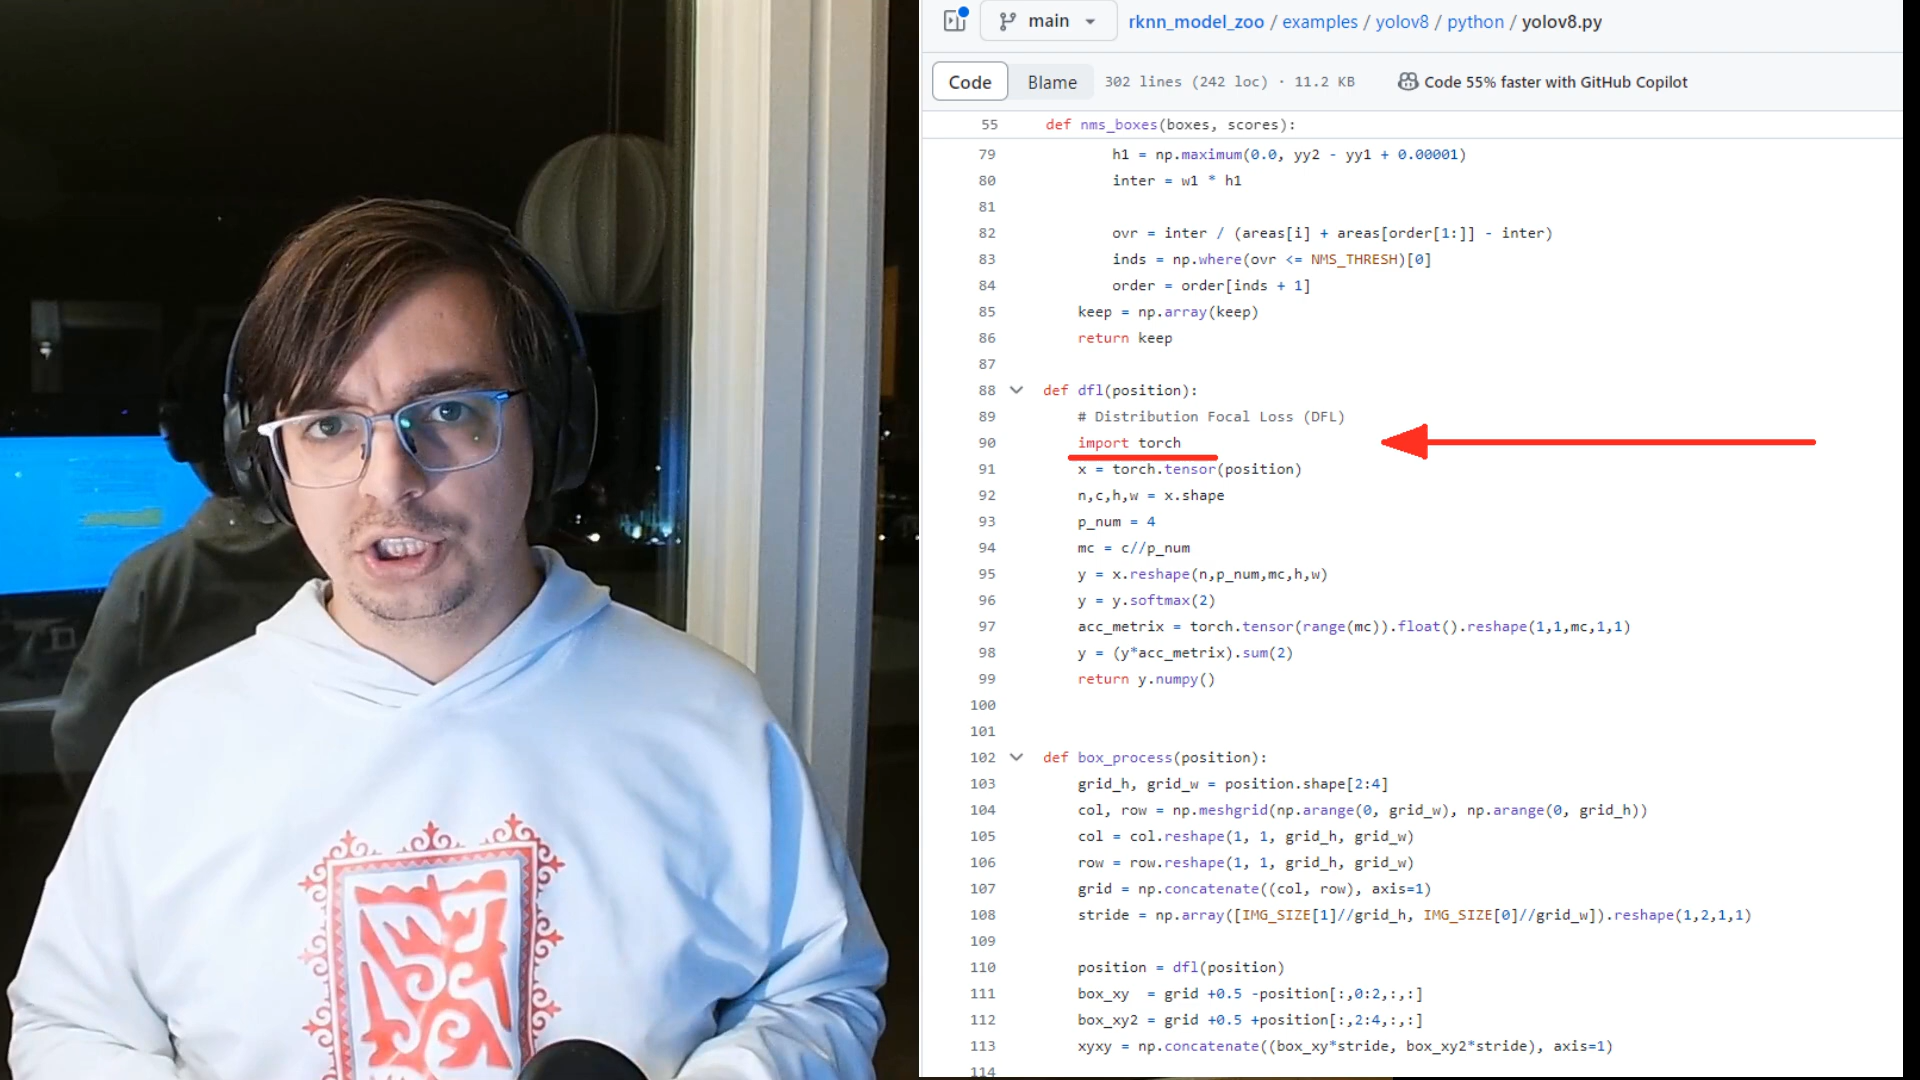 main
rknn_model_zoo / examples / yolov8 / python / yolov8.py
Code Blame 302 lines (242 loc) · 11.2 KB Code 55% faster with GitHub Copilot
55 def nms_boxes(boxes, scores):
79 h1 = np.maximum(0.0, yy2 - yy1 + 0.00001)
80 inter = w1 * h1
81
82 ovr = inter / (areas[i] + areas[order[1:]] - inter)
83 inds = np.where(ovr <= NMS_THRESH)[0]
84 order = order[inds + 1]
85 keep = np.array(keep)
86 return keep
87
88 def dfl(position):
89 # Distribution Focal Loss (DFL)
90 import torch
91 x = torch.tensor(position)
92 n,c,h,w = x.shape
93 p_num = 4
94 mc = c//p_num
95 y = x.reshape(n,p_num,mc,h,w)
96 y = y.softmax(2)
97 acc_metrix = torch.tensor(range(mc)).float().reshape(1,1,mc,1,1)
98 y = (y*acc_metrix).sum(2)
99 return y.numpy()
100
101
102 def box_process(position):
103 grid_h, grid_w = position.shape[2:4]
104 col, row = np.meshgrid(np.arange(0, grid_w), np.arange(0, grid_h))
105 col = col.reshape(1, 1, grid_h, grid_w)
106 row = row.reshape(1, 1, grid_h, grid_w)
107 grid = np.concatenate((col, row), axis=1)
108 stride = np.array([IMG_SIZE[1]//grid_h, IMG_SIZE[0]//grid_w]).reshape(1,2,1,1)
109
110 position = dfl(position)
111 box_xy = grid +0.5 -position[:,0:2,:,:]
112 box_xy2 = grid +0.5 +position[:,2:4,:,:]
113 xyxy = np.concatenate((box_xy*stride, box_xy2*stride), axis=1)
114